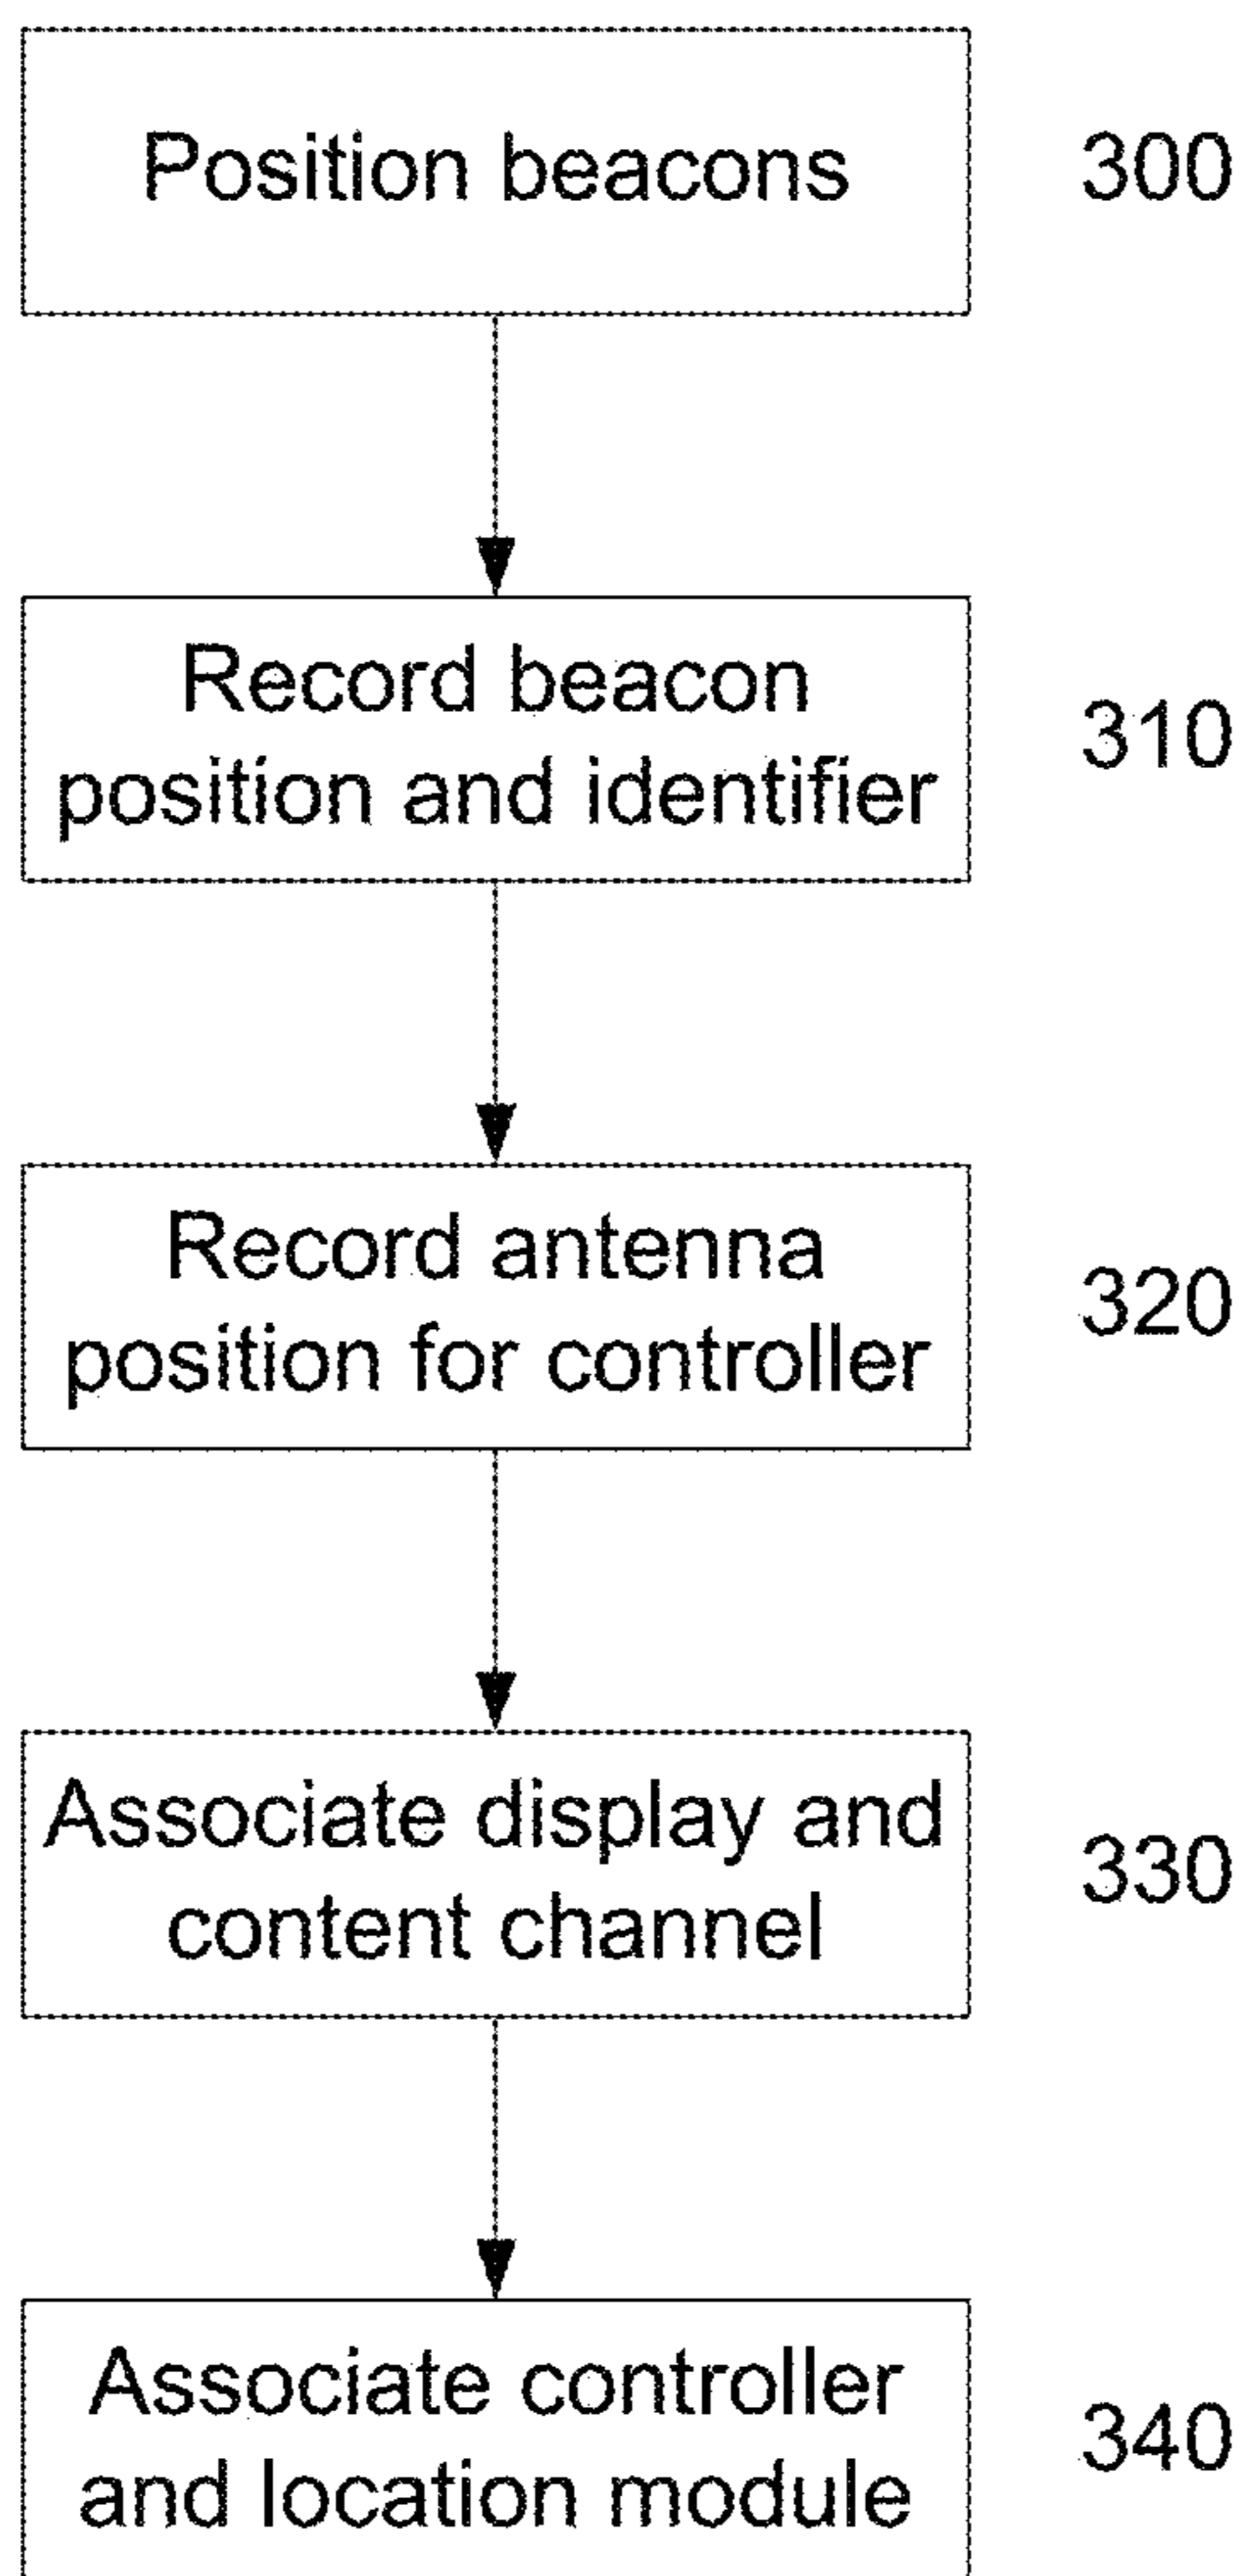 Position beacons
300
Record beacon
position and identifier
310
Record antenna
position for controller
320
Associate display and
content channel
330
Associate controller
and location module
340